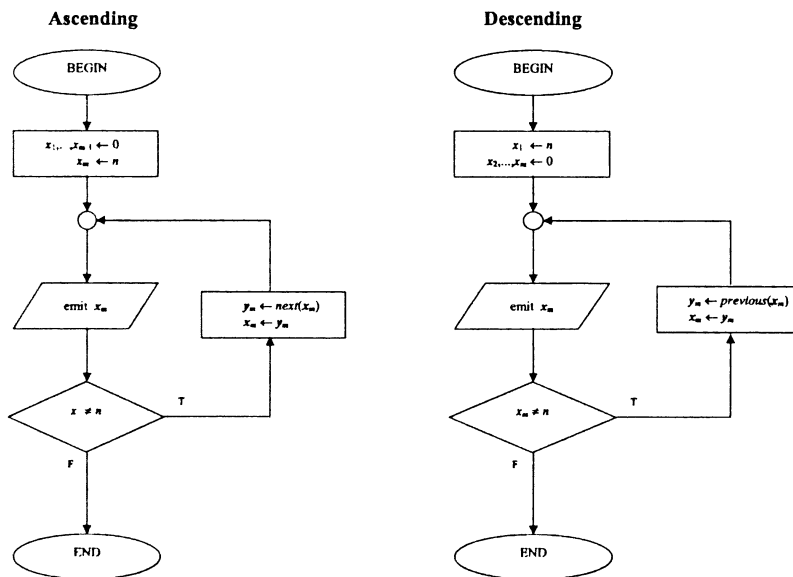 Ascending
BEGIN
x₁,...,xₘ₋₁ ← 0
xₘ ← n
emit xₘ
yₘ ← next(xₘ)
xₘ ← yₘ
x ≠ n
T
F
END
Descending
BEGIN
x₁ ← n
x₂,...,xₘ ← 0
emit xₘ
yₘ ← previous(xₘ)
xₘ ← yₘ
xₘ ≠ n
T
F
END